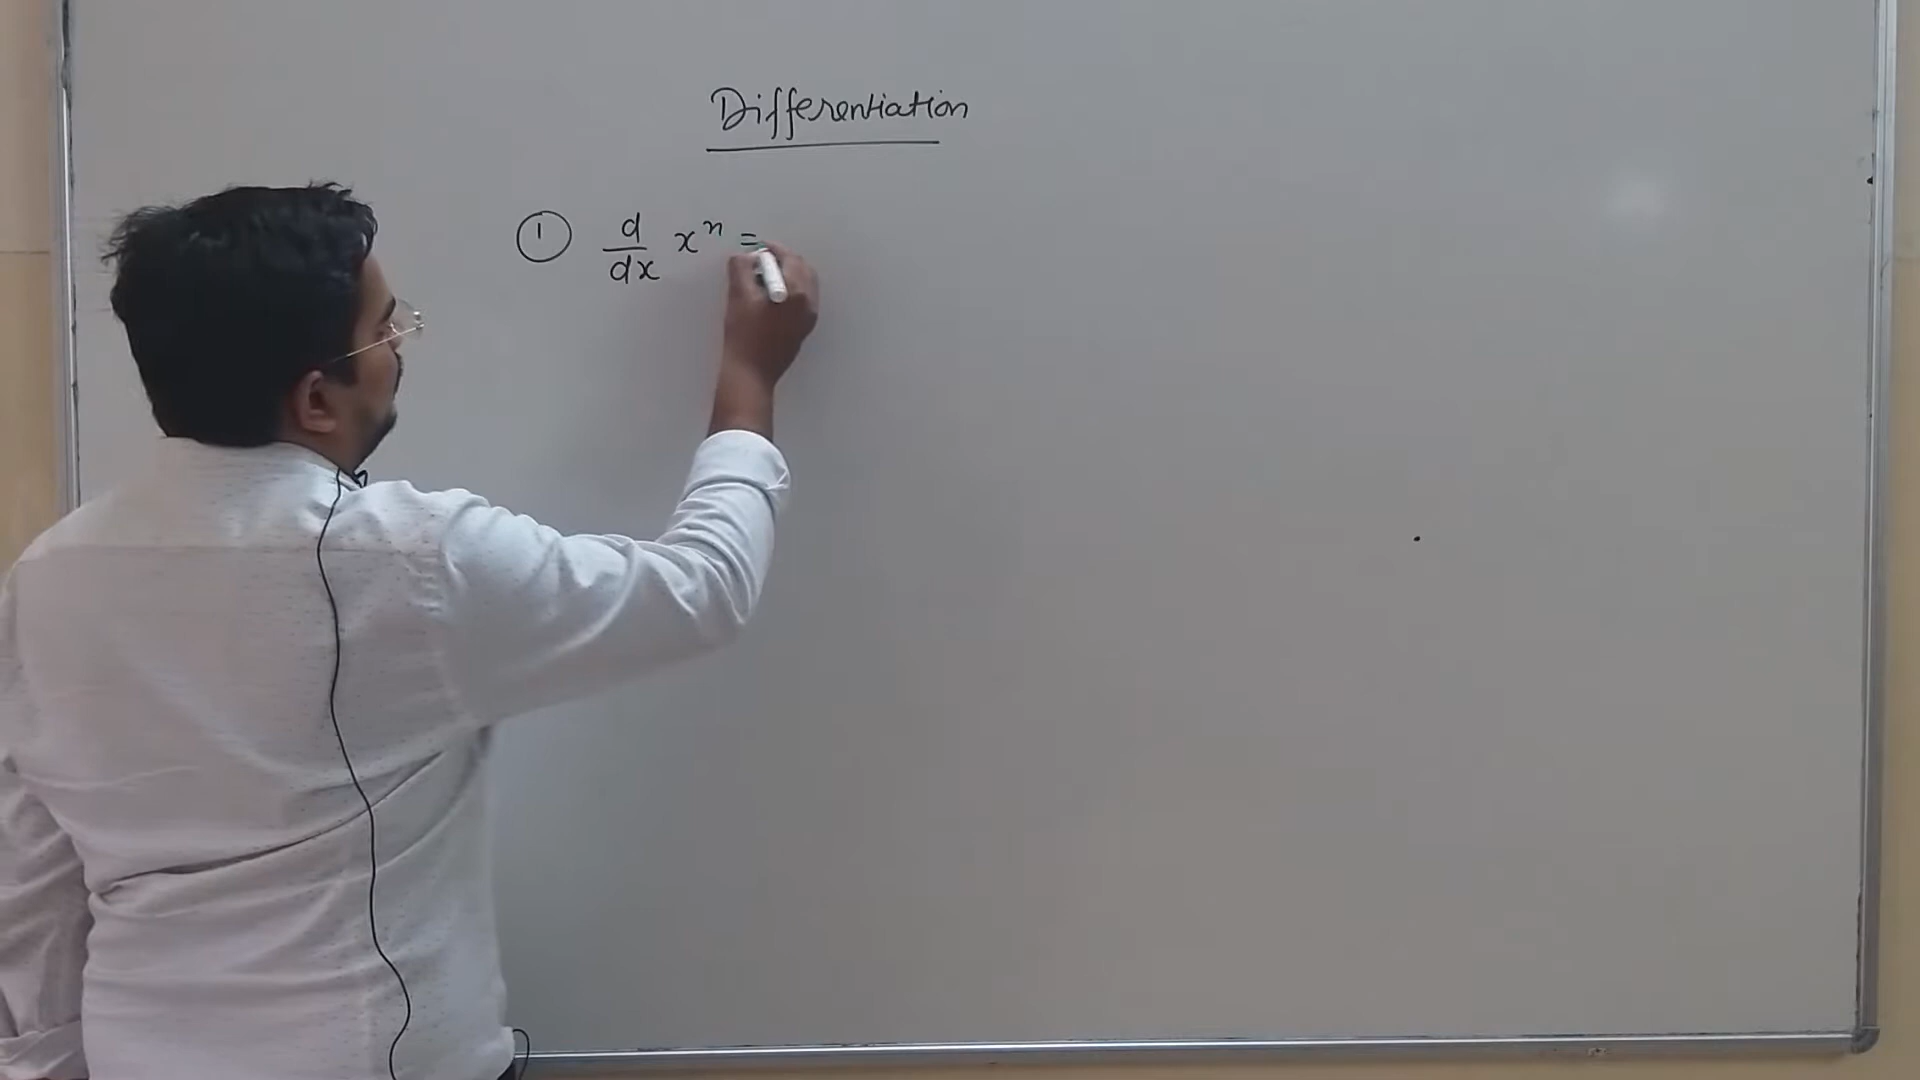 Differentiation
① d/dx xⁿ =